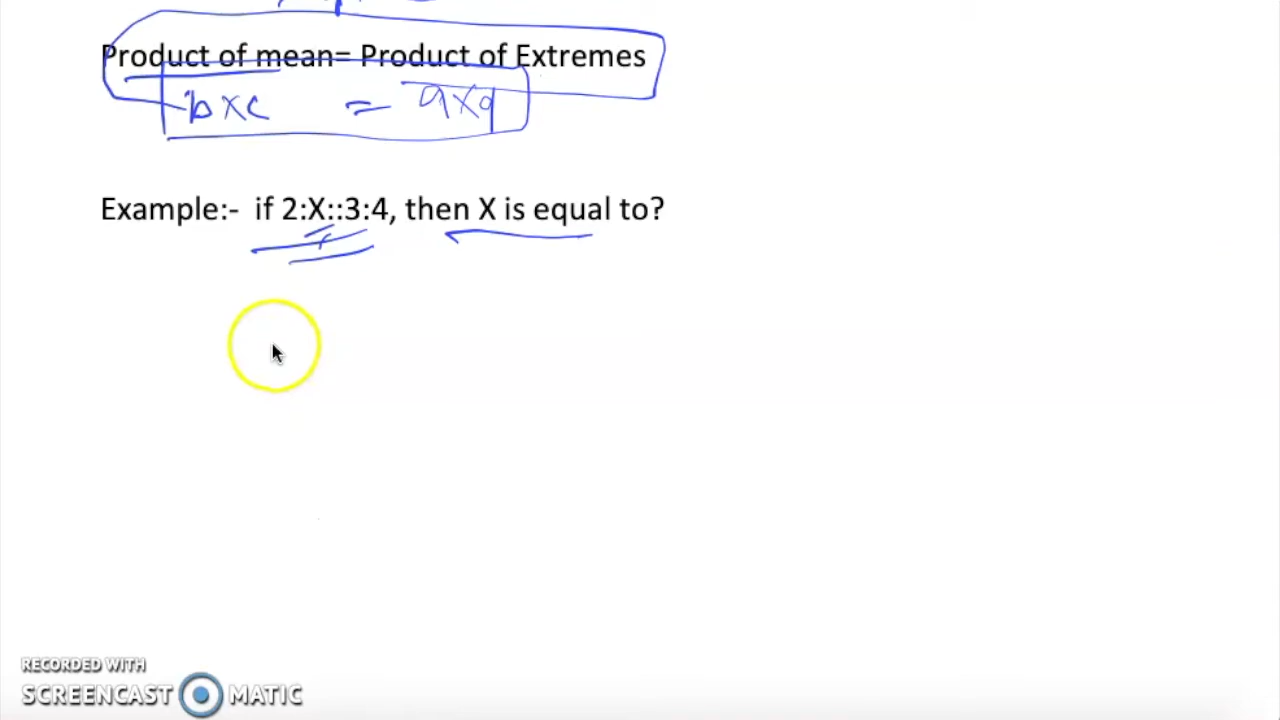 Product of mean= Product of Extremes
b x c = a x d
Example:- if 2:X::3:4, then X is equal to?
RECORDED WITH
SCREENCAST MATIC